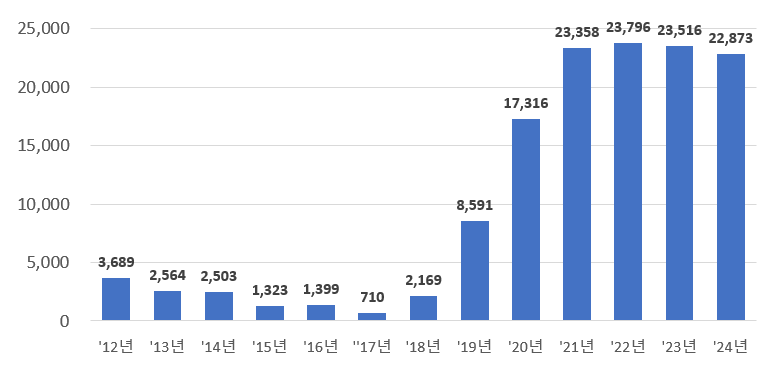 25,000
20,000
15,000
10,000
5,000
0
3,689
2,564
2,503
1,323
1,399
710
2,169
8,591
17,316
23,358
23,796
23,516
22,873
'12년
'13년
'14년
'15년
'16년
''17년
'18년
'19년
'20년
'21년
'22년
'23년
'24년